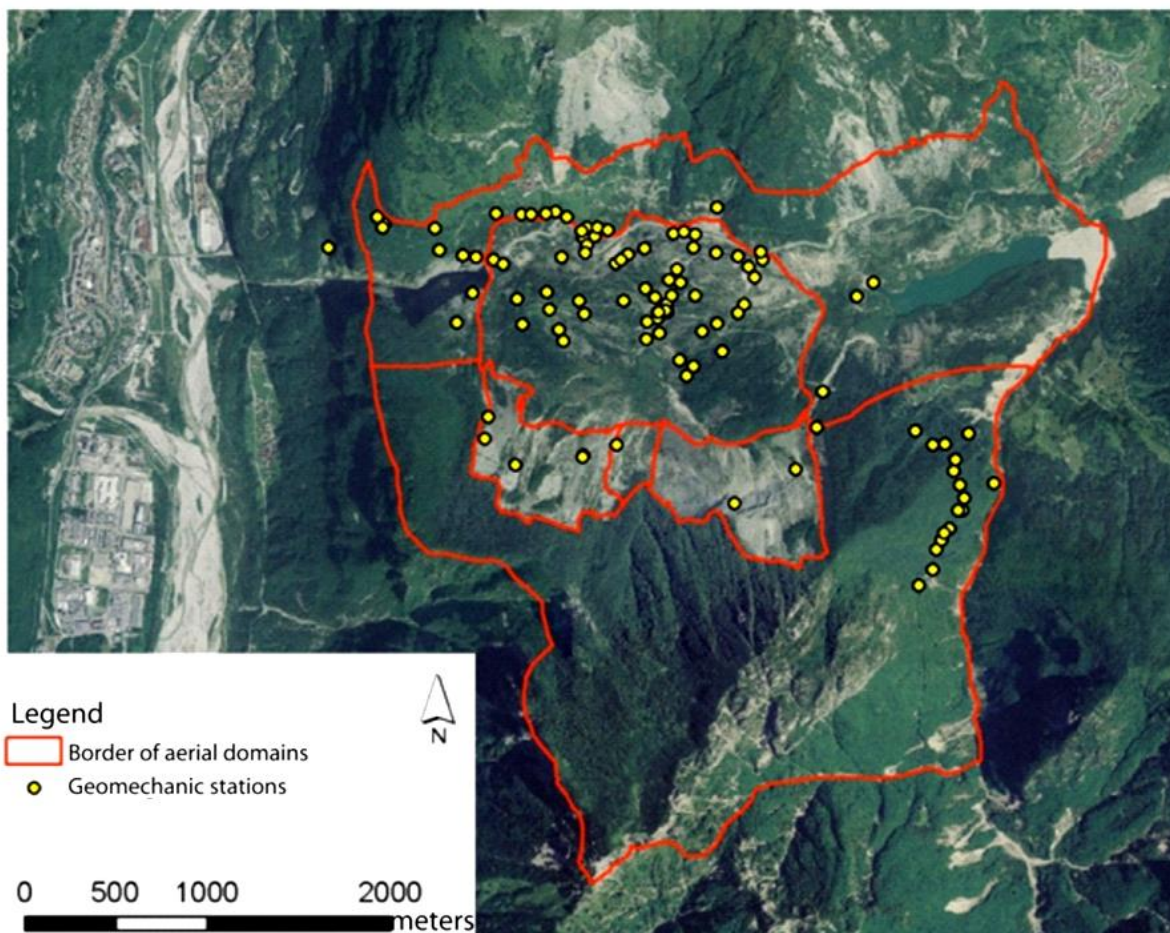 N
Legend
Border of aerial domains
Geomechanic stations
0 500 1000 2000
meters